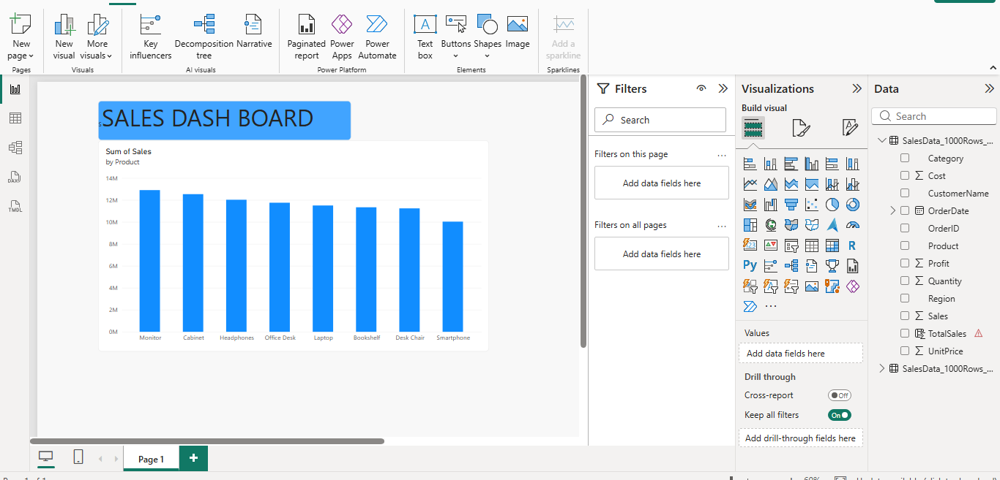 New
page
New
visual
More
visuals
Key
influencers
Decomposition
tree
Narrative
Paginated
report
Power
Apps
Power
Automate
Text
box
Buttons
Shapes
Image
Add a
sparkline
Pages
Visuals
AI visuals
Power Platform
Elements
Sparklines
DAX
TMDL
SALES DASH BOARD
Sum of Sales
by Product
14M
12M
10M
8M
6M
4M
2M
0M
Monitor Cabinet Headphones Office Desk Laptop Bookshelf Desk Chair Smartphone
Page 1
Filters
Search
Filters on this page
...
Add data fields here
Filters on all pages
...
Add data fields here
Visualizations
Build visual
123
R
Py
...
Values
Add data fields here
Drill through
Cross-report
Off
Keep all filters
On
Add drill-through fields here
Data
Search
SalesData_1000Rows_...
Category
Σ Cost
CustomerName
OrderDate
OrderID
Product
Σ Profit
Σ Quantity
Region
Σ Sales
TotalSales
Σ UnitPrice
SalesData_1000Rows_...